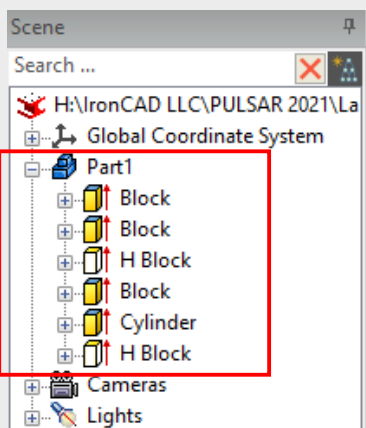 Scene
Search ...
H:\IronCAD LLC\PULSAR 2021\La
Global Coordinate System
Part1
Block
Block
H Block
Block
Cylinder
H Block
Cameras
Lights